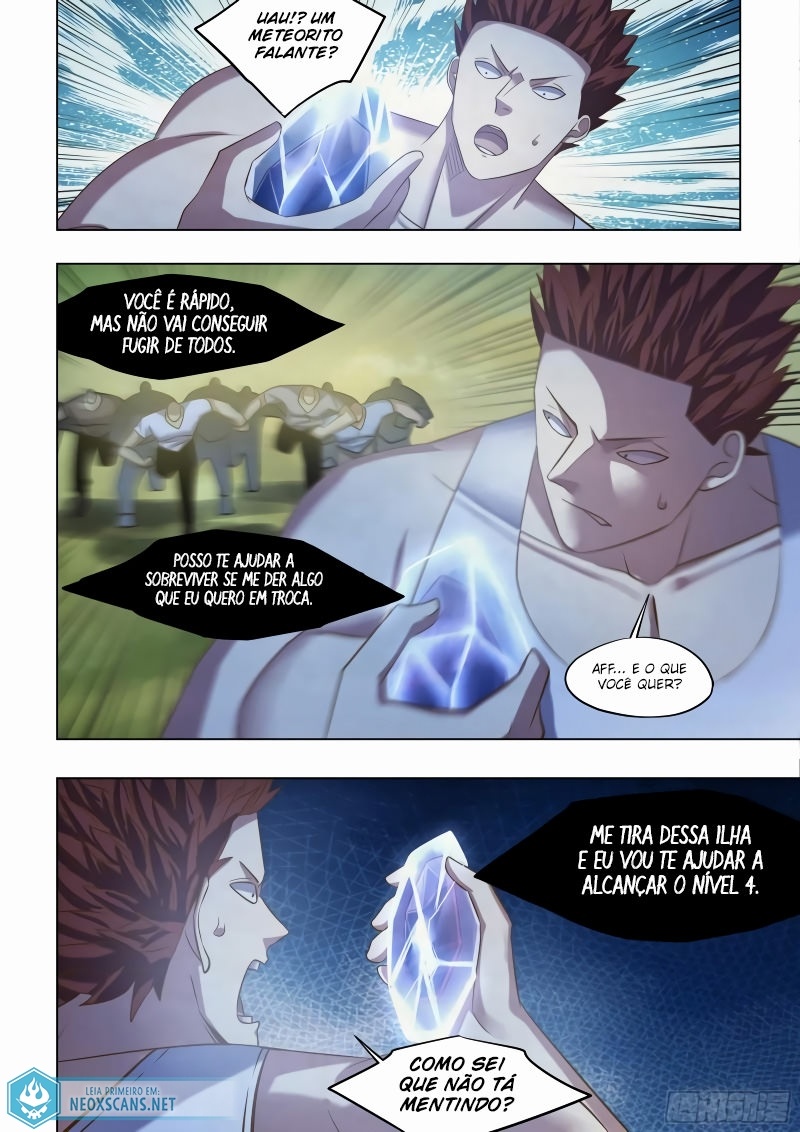 UAU!? UM
METEORITO
FALANTE?
VOCÊ É RÁPIDO,
MAS NÃO VAI CONSEGUIR
FUGIR DE TODOS.
POSSO TE AJUDAR A
SOBREVIVER SE ME DER ALGO
QUE EU QUERO EM TROCA.
AFF... E O QUE
VOCÊ QUER?
ME TIRA DESSA ILHA
E EU VOU TE AJUDAR A
ALCANÇAR O NÍVEL 4.
COMO SEI
QUE NÃO TÁ
MENTINDO?
LEIA PRIMEIRO EM:
NEOXSCANS.NET